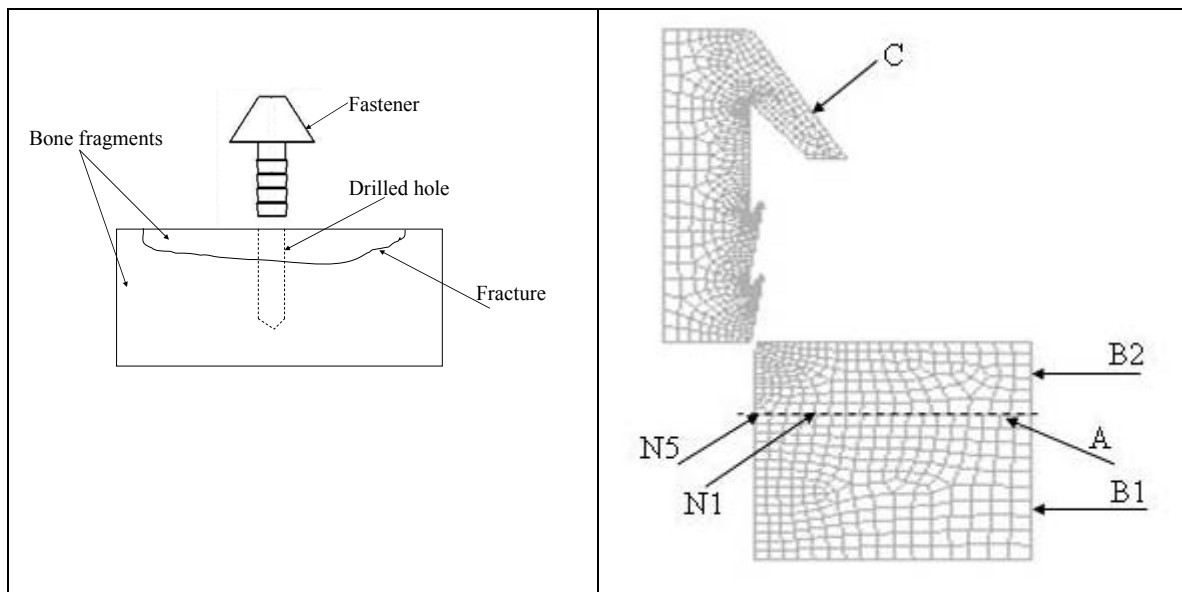 Fastener
Bone fragments
Drilled hole
Fracture
C
B2
N5
A
N1
B1